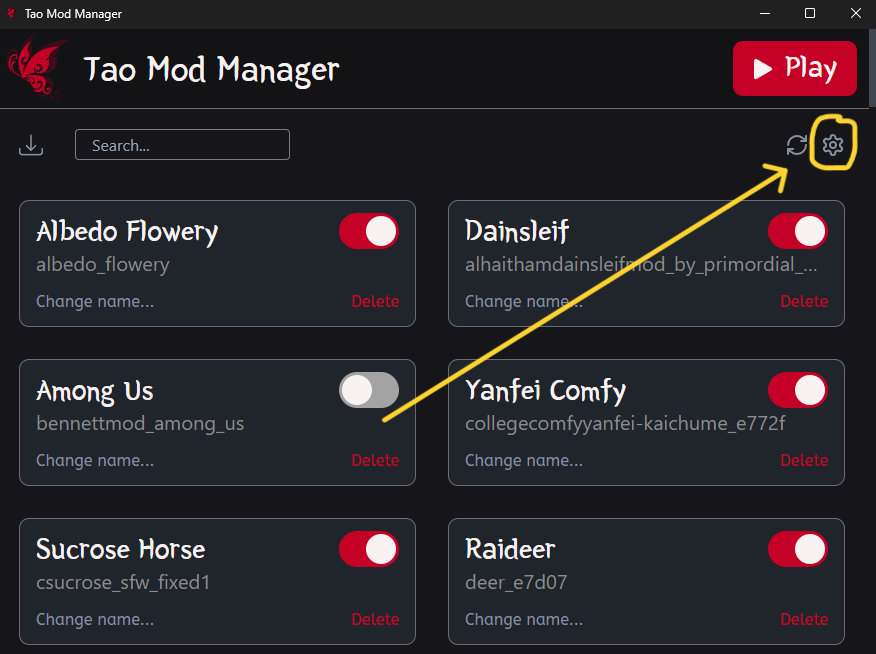 Tao Mod Manager
Tao Mod Manager
Play
Search...
Albedo Flowery
albedo_flowery
Change name...
Delete
Dainsleif
alhaithamdainsleifmod_by_primordial_...
Change name...
Delete
Among Us
bennettmod_among_us
Change name...
Delete
Yanfei Comfy
collegecomfyyanfei-kaichume_e772f
Change name...
Delete
Sucrose Horse
csucrose_sfw_fixed1
Change name...
Delete
Raideer
deer_e7d07
Change name...
Delete